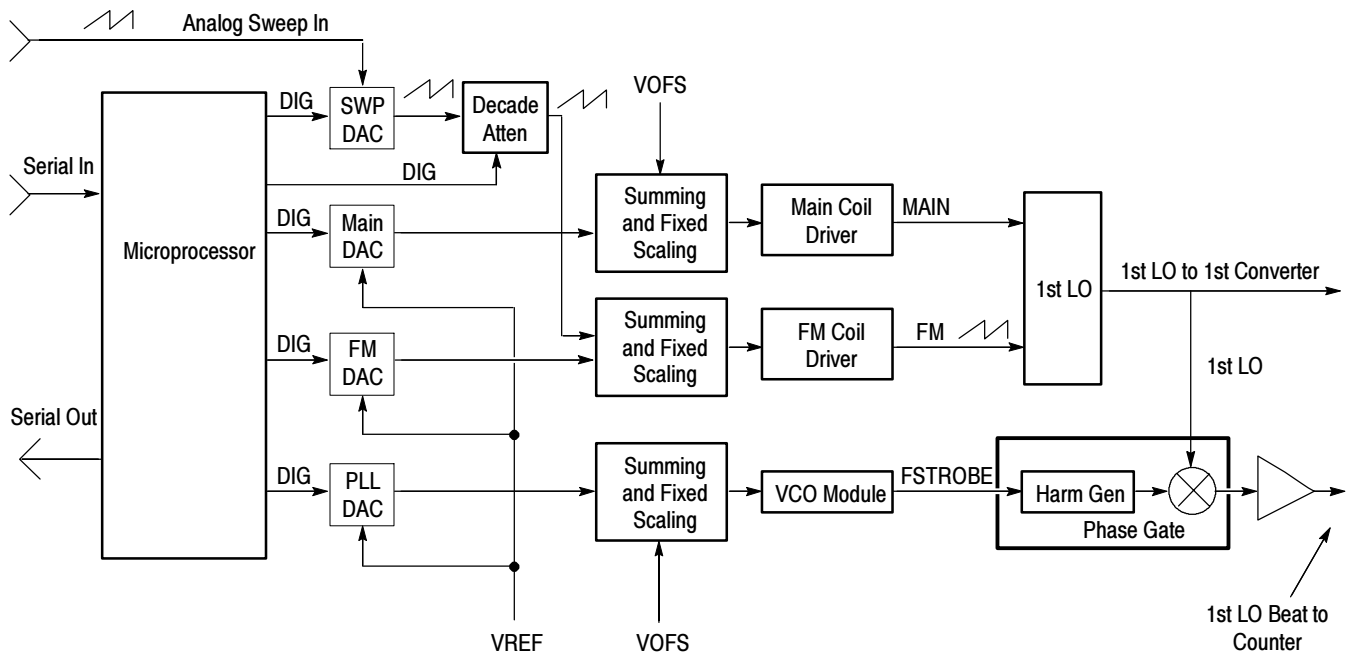 Analog Sweep In
DIG
SWP
DAC
Decade
Atten
VOFS
Serial In
DIG
Microprocessor
DIG
Main
DAC
Summing
and Fixed
Scaling
Main Coil
Driver
MAIN
1st LO
1st LO to 1st Converter
DIG
FM
DAC
Summing
and Fixed
Scaling
FM Coil
Driver
FM
1st LO
Serial Out
DIG
PLL
DAC
Summing
and Fixed
Scaling
VCO Module
FSTROBE
Harm Gen
Phase Gate
VREF
VOFS
1st LO Beat to
Counter